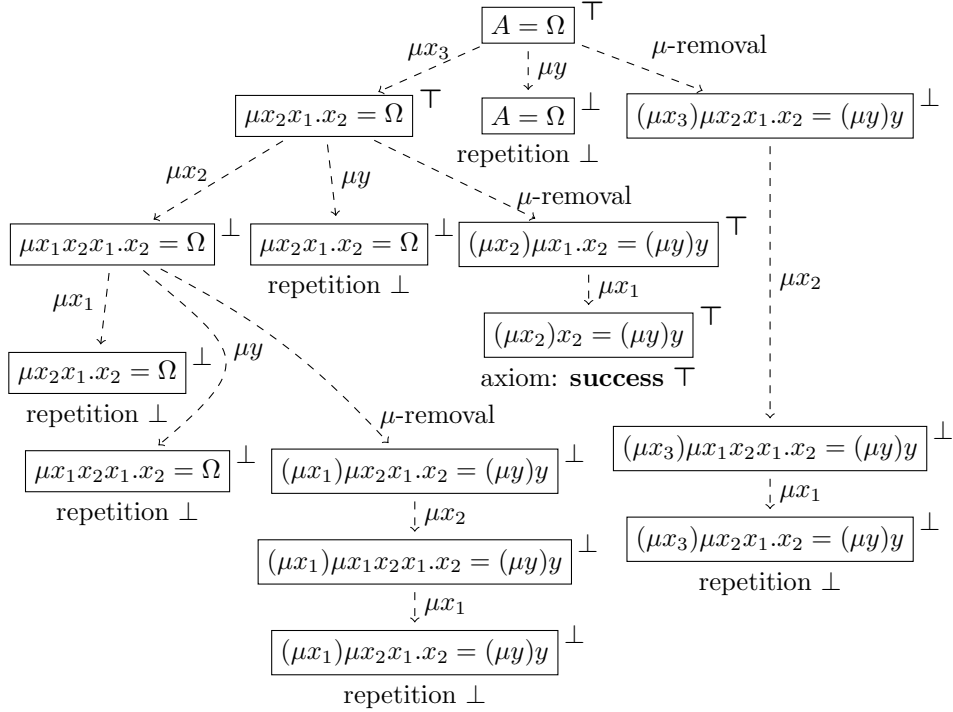 A = Ω ⊤
μx₃
μy
μ-removal
μx₂x₁.x₂ = Ω ⊤
A = Ω ⊥
repetition ⊥
(μx₃)μx₂x₁.x₂ = (μy)y ⊥
μx₂
μy
μ-removal
μx₁x₂x₁.x₂ = Ω ⊥
μx₂x₁.x₂ = Ω ⊥
repetition ⊥
(μx₂)μx₁.x₂ = (μy)y ⊤
μx₂
μx₁
μy
μ-removal
μx₁
μx₂x₁.x₂ = Ω ⊥
repetition ⊥
(μx₂)x₂ = (μy)y ⊤
axiom: success ⊤
μx₁x₂x₁.x₂ = Ω ⊥
repetition ⊥
(μx₁)μx₂x₁.x₂ = (μy)y ⊥
(μx₃)μx₁x₂x₁.x₂ = (μy)y ⊥
μx₂
μx₁
(μx₁)μx₁x₂x₁.x₂ = (μy)y ⊥
(μx₃)μx₂x₁.x₂ = (μy)y ⊥
repetition ⊥
μx₁
(μx₁)μx₂x₁.x₂ = (μy)y ⊥
repetition ⊥